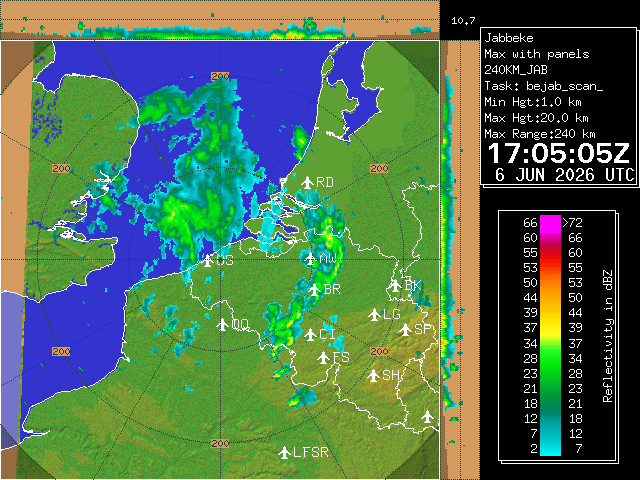 10.7
Jabbeke
Max with panels
240KM_JAB
Task: bejab_scan_
Min Hgt:1.0 km
Max Hgt:20.0 km
Max Range:240 km
17:05:05Z
6 JUN 2026 UTC
200
200
200
RD
OS
AW
BR
BK
LG
QQ
CI
SP
200
200
FS
SH
200
LFSR
66 >72
60 66
55 60
53 55
50 53
44 50
39 44
37 39
34 37
28 34
23 28
21 23
18 21
12 18
7 12
2 7
Reflectivity in dBZ